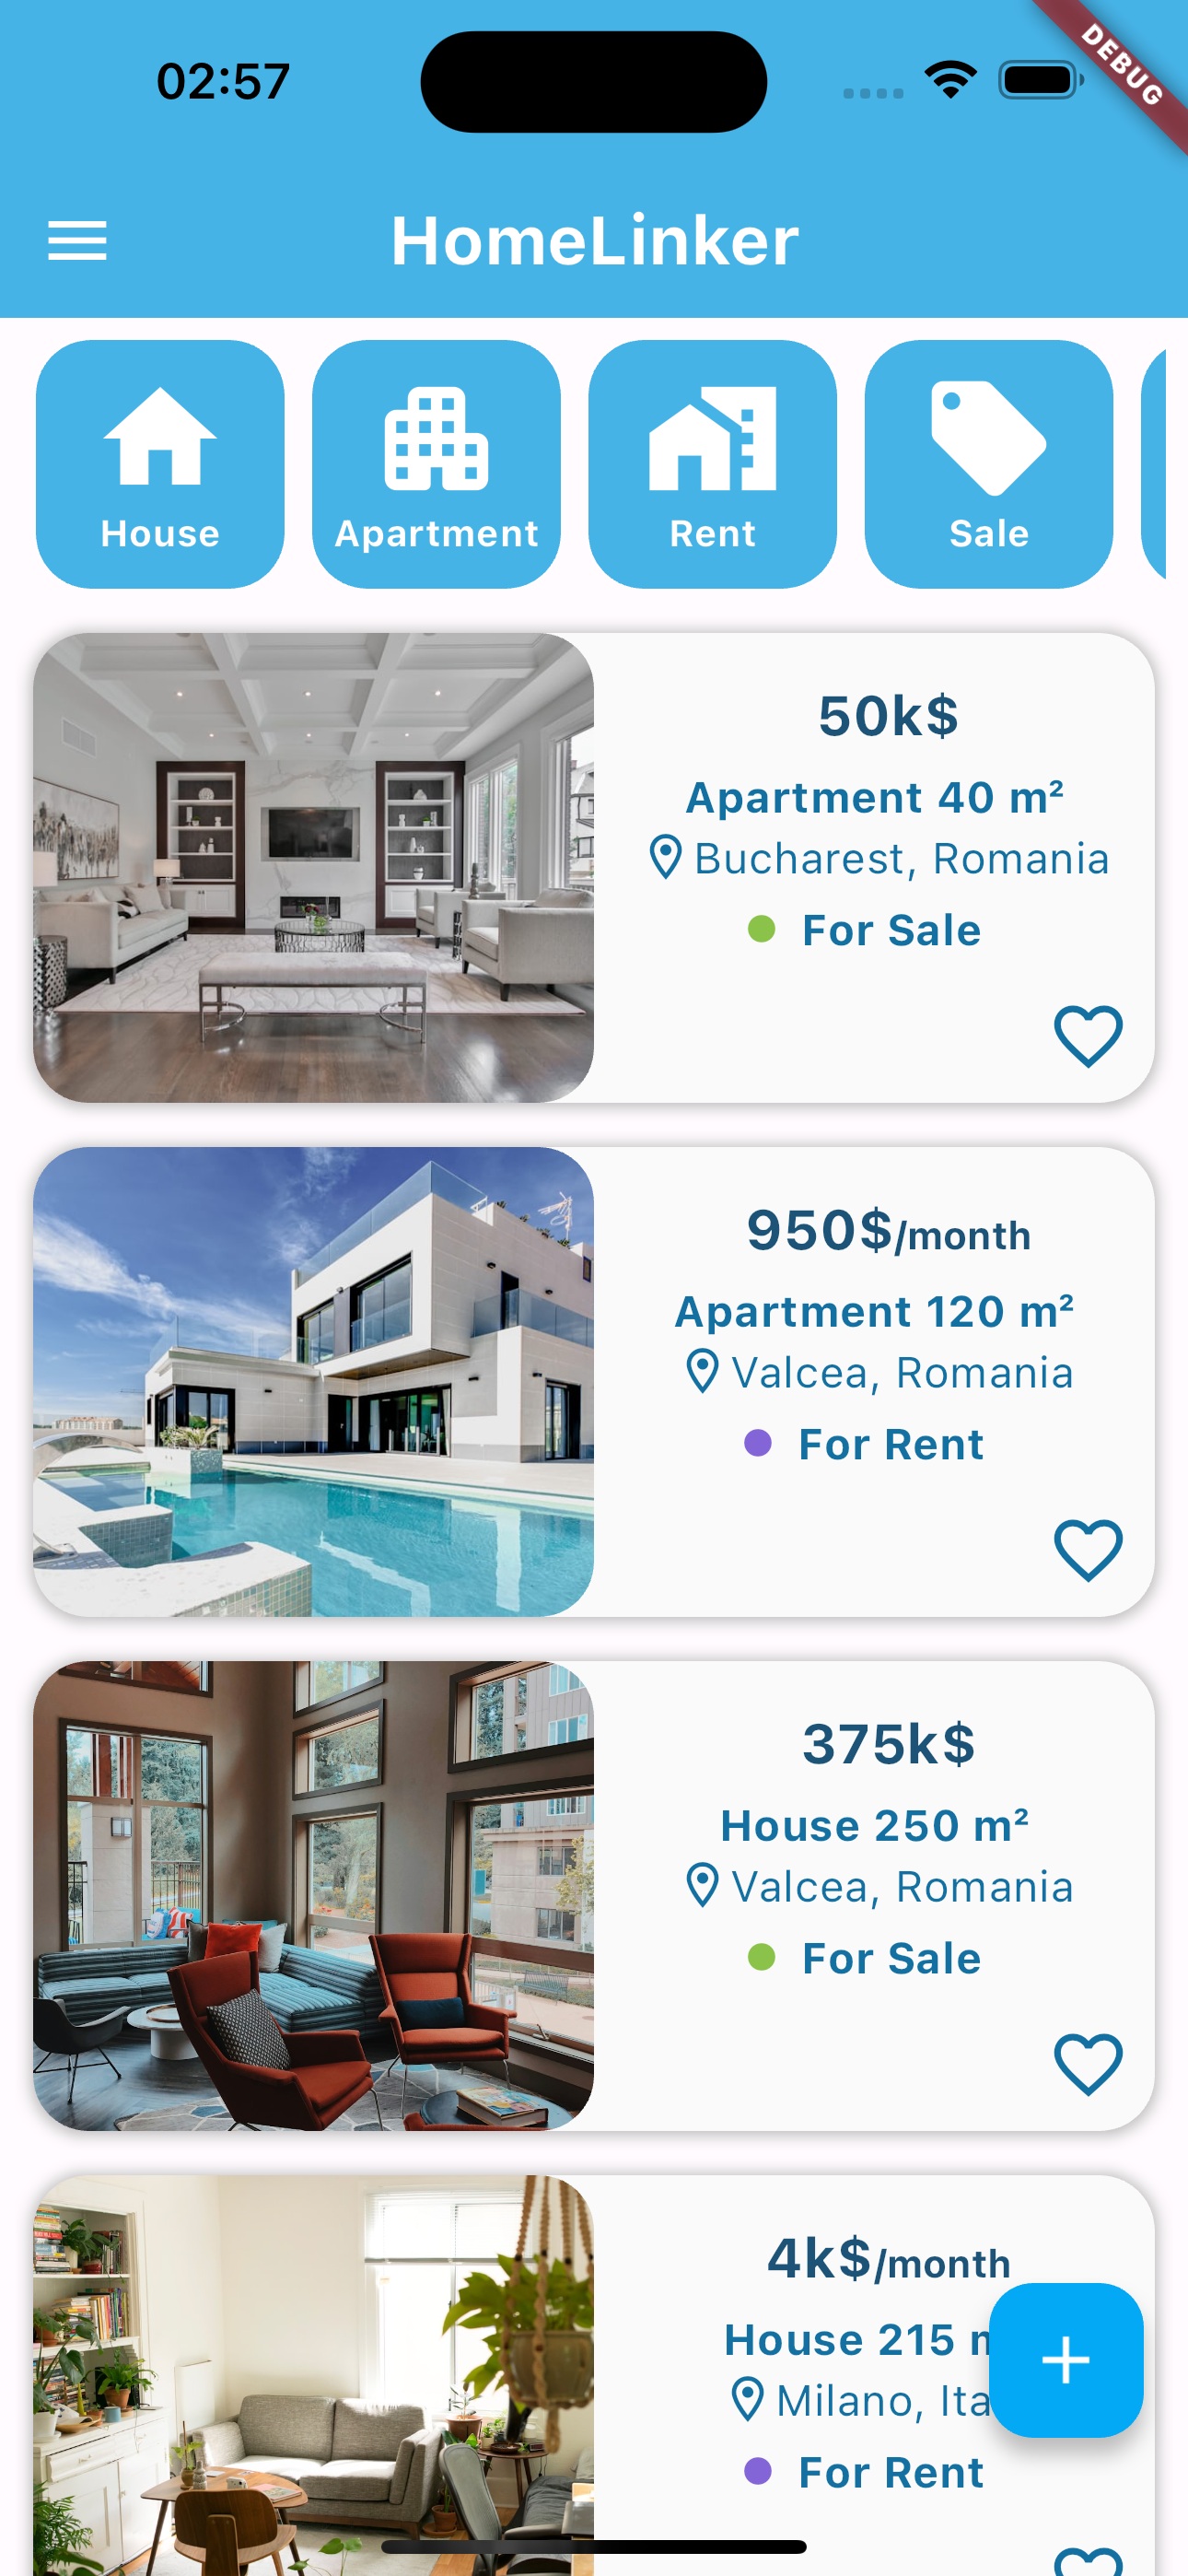 02:57
DEBUG
HomeLinker
House
Apartment
Rent
Sale
50k$
Apartment 40 m²
Bucharest, Romania
For Sale
950$/month
Apartment 120 m²
Valcea, Romania
For Rent
375k$
House 250 m²
Valcea, Romania
For Sale
4k$/month
House 215
Milano, Ita
For Rent